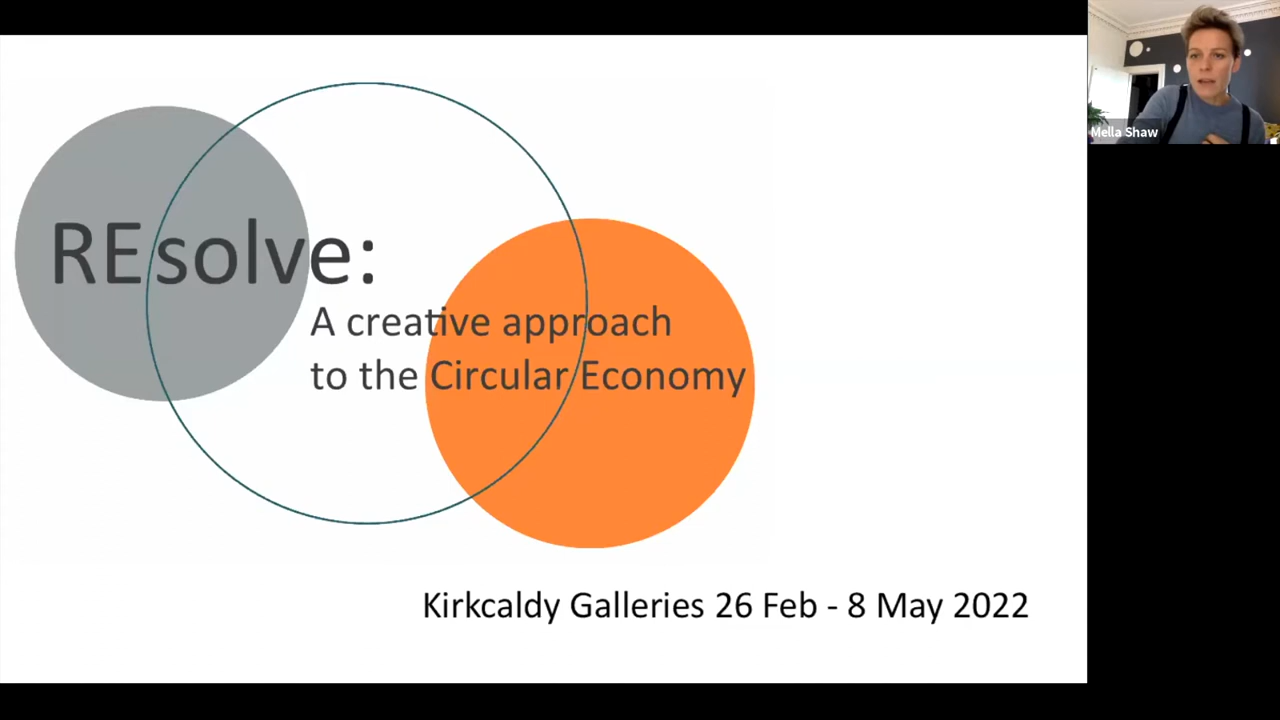 REsolve:
A creative approach
to the Circular Economy
Kirkcaldy Galleries 26 Feb - 8 May 2022
Mella Shaw